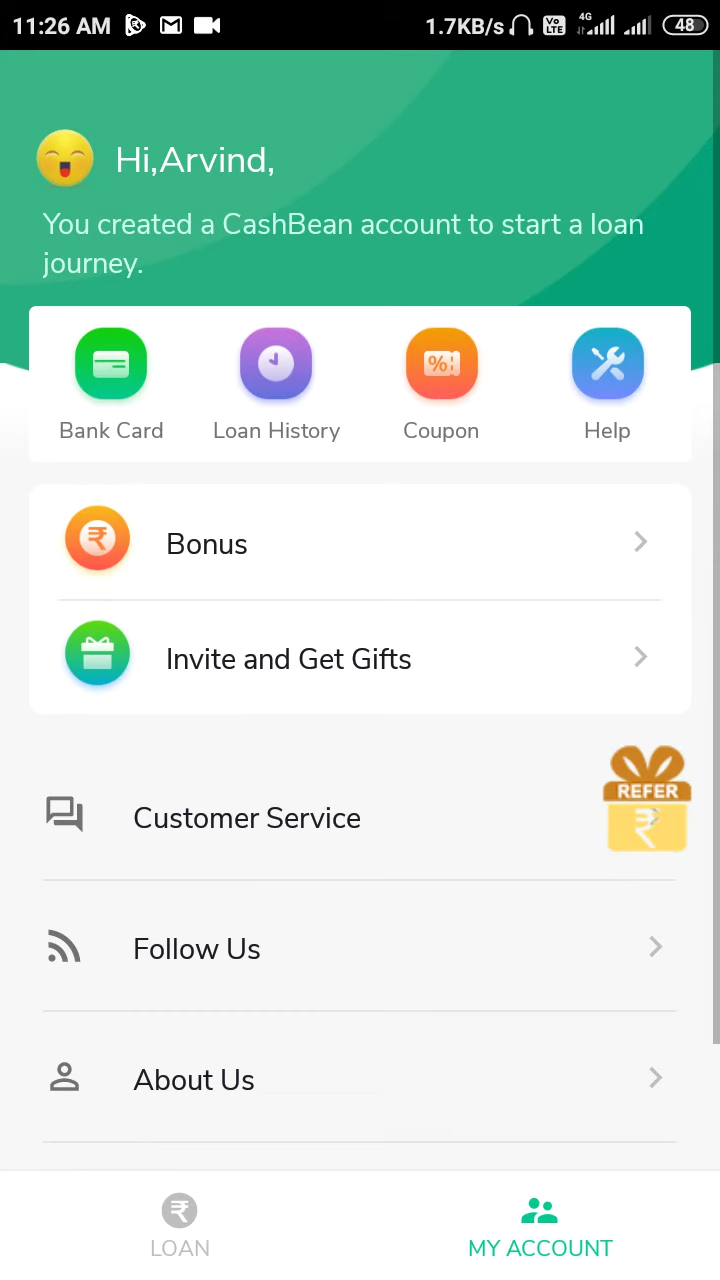 11:26 AM 1.7KB/s Vo LTE 4G 48
Hi,Arvind,
You created a CashBean account to start a loan
journey.
Bank Card Loan History Coupon Help
Bonus
Invite and Get Gifts
REFER
Customer Service
Follow Us
About Us
LOAN MY ACCOUNT